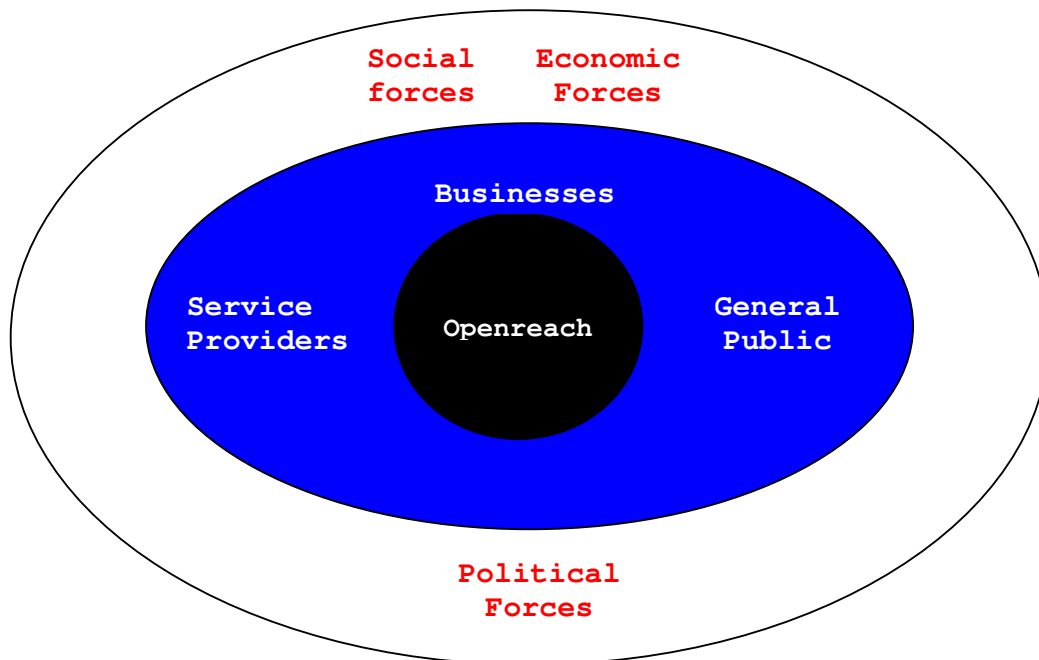 Social Economic
forces Forces
Businesses
Service General
Providers Public
Openreach
Political
Forces